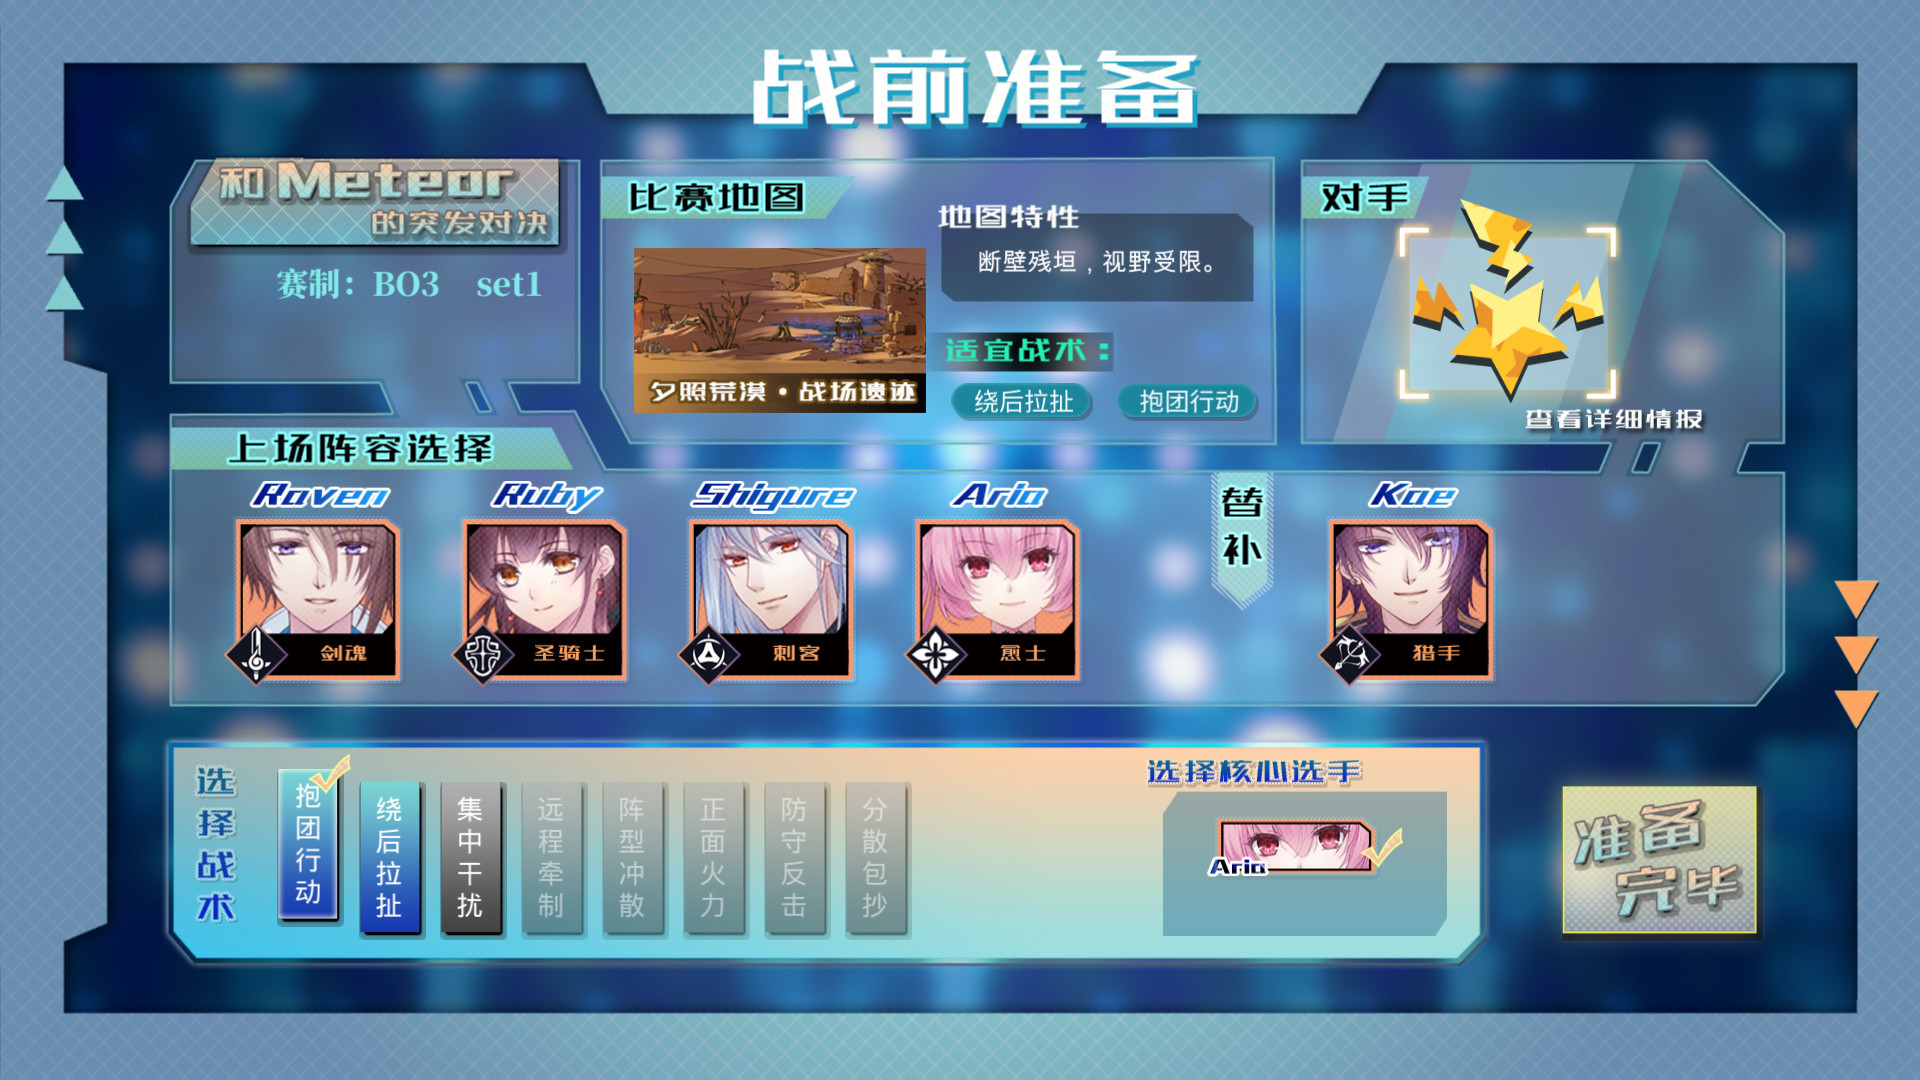 战前准备
和Meteor
的突发对决
赛制：BO3 set1
比赛地图
夕照荒漠·战场遗迹
地图特性
断壁残垣，视野受限。
适宜战术：
绕后拉扯 抱团行动
对手
查看详细情报
上场阵容选择
Raven Ruby Shigure Aria
剑魂 圣骑士 刺客 愈士
替补
Kae
猎手
选择战术
抱团行动
绕后拉扯
集中干扰
远程牵制
阵型冲散
正面火力
防守反击
分散包抄
选择核心选手
Aria
准备
完毕